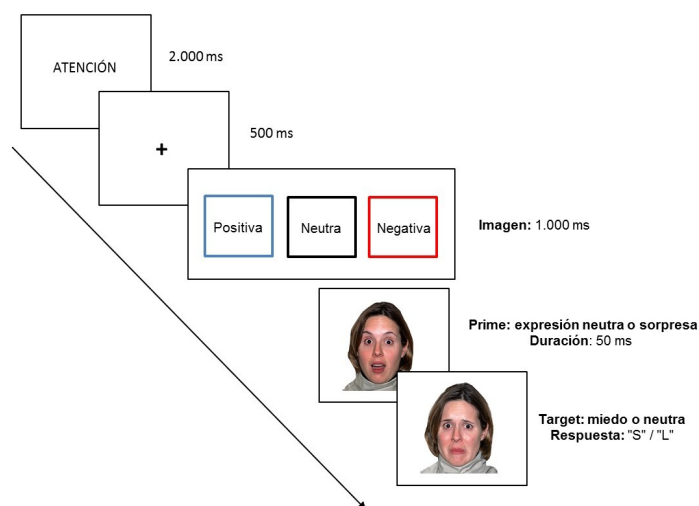 ATENCIÓN
2.000 ms
+
500 ms
Positiva
Neutra
Negativa
Imagen: 1.000 ms
Prime: expresión neutra o sorpresa
Duración: 50 ms
Target: miedo o neutra
Respuesta: "S" / "L"